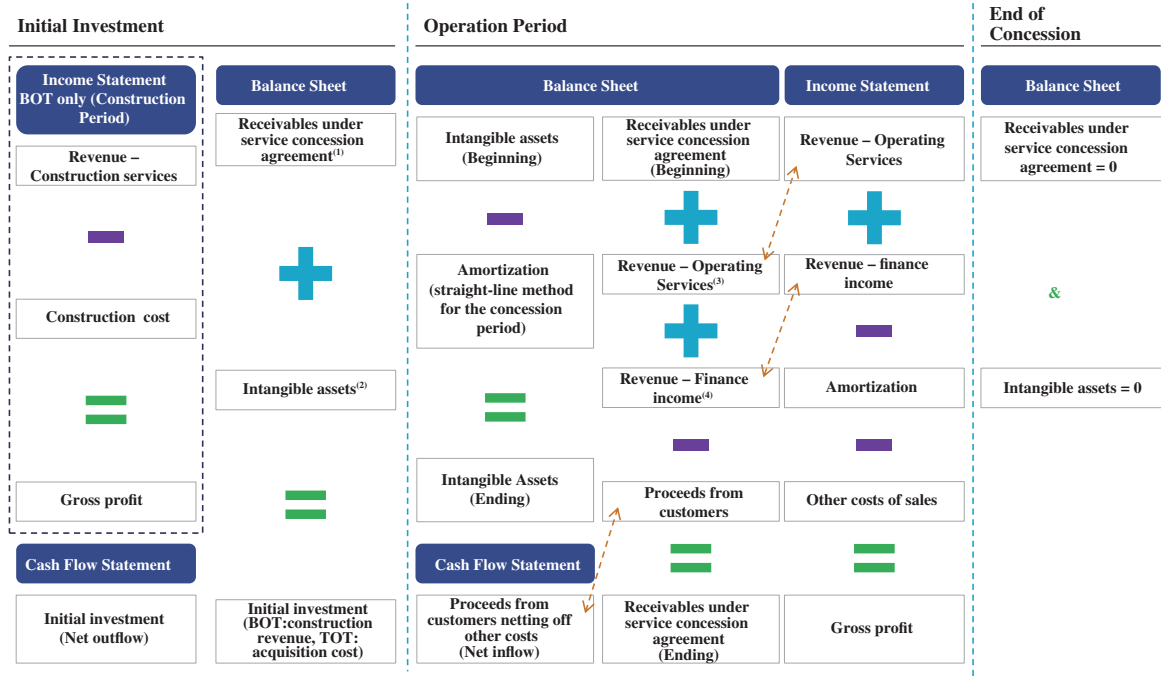 Initial Investment
Income Statement
BOT only (Construction
Period)
Revenue –
Construction services
Construction cost
Gross profit
Cash Flow Statement
Initial investment
(Net outflow)
Balance Sheet
Receivables under
service concession
agreement(1)
Intangible assets(2)
Initial investment
(BOT:construction
revenue, TOT:
acquisition cost)
Operation Period
Balance Sheet
Intangible assets
(Beginning)
Amortization
(straight-line method
for the concession
period)
Intangible Assets
(Ending)
Cash Flow Statement
Proceeds from
customers netting off
other costs
(Net inflow)
Receivables under
service concession
agreement
(Beginning)
Revenue – Operating
Services(3)
Revenue – Finance
income(4)
Proceeds from
customers
Receivables under
service concession
agreement
(Ending)
Income Statement
Revenue – Operating
Services
Revenue – finance
income
Amortization
Other costs of sales
Gross profit
End of
Concession
Balance Sheet
Receivables under
service concession
agreement = 0
&
Intangible assets = 0